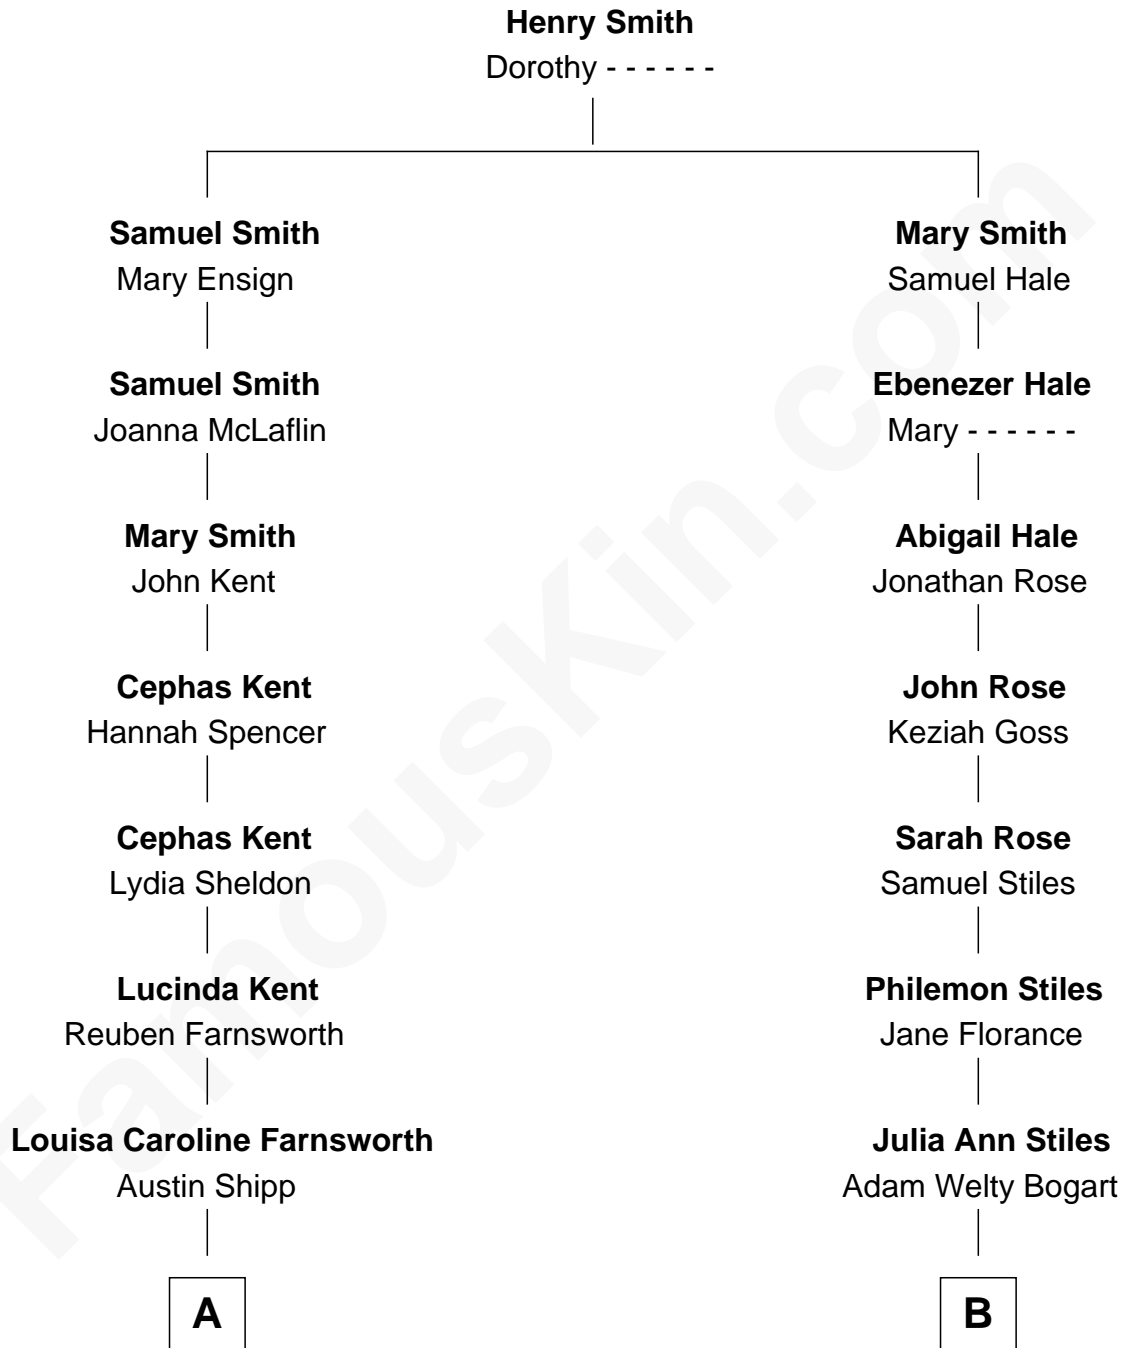 Henry Smith
Dorothy - - - - - -
Samuel Smith
Mary Ensign
Mary Smith
Samuel Hale
Samuel Smith
Joanna McLaflin
Ebenezer Hale
Mary - - - - - -
Mary Smith
John Kent
Abigail Hale
Jonathan Rose
Cephas Kent
Hannah Spencer
John Rose
Keziah Goss
Cephas Kent
Lydia Sheldon
Sarah Rose
Samuel Stiles
Lucinda Kent
Reuben Farnsworth
Philemon Stiles
Jane Florance
Louisa Caroline Farnsworth
Austin Shipp
Julia Ann Stiles
Adam Welty Bogart
A
B
FamousKin.com